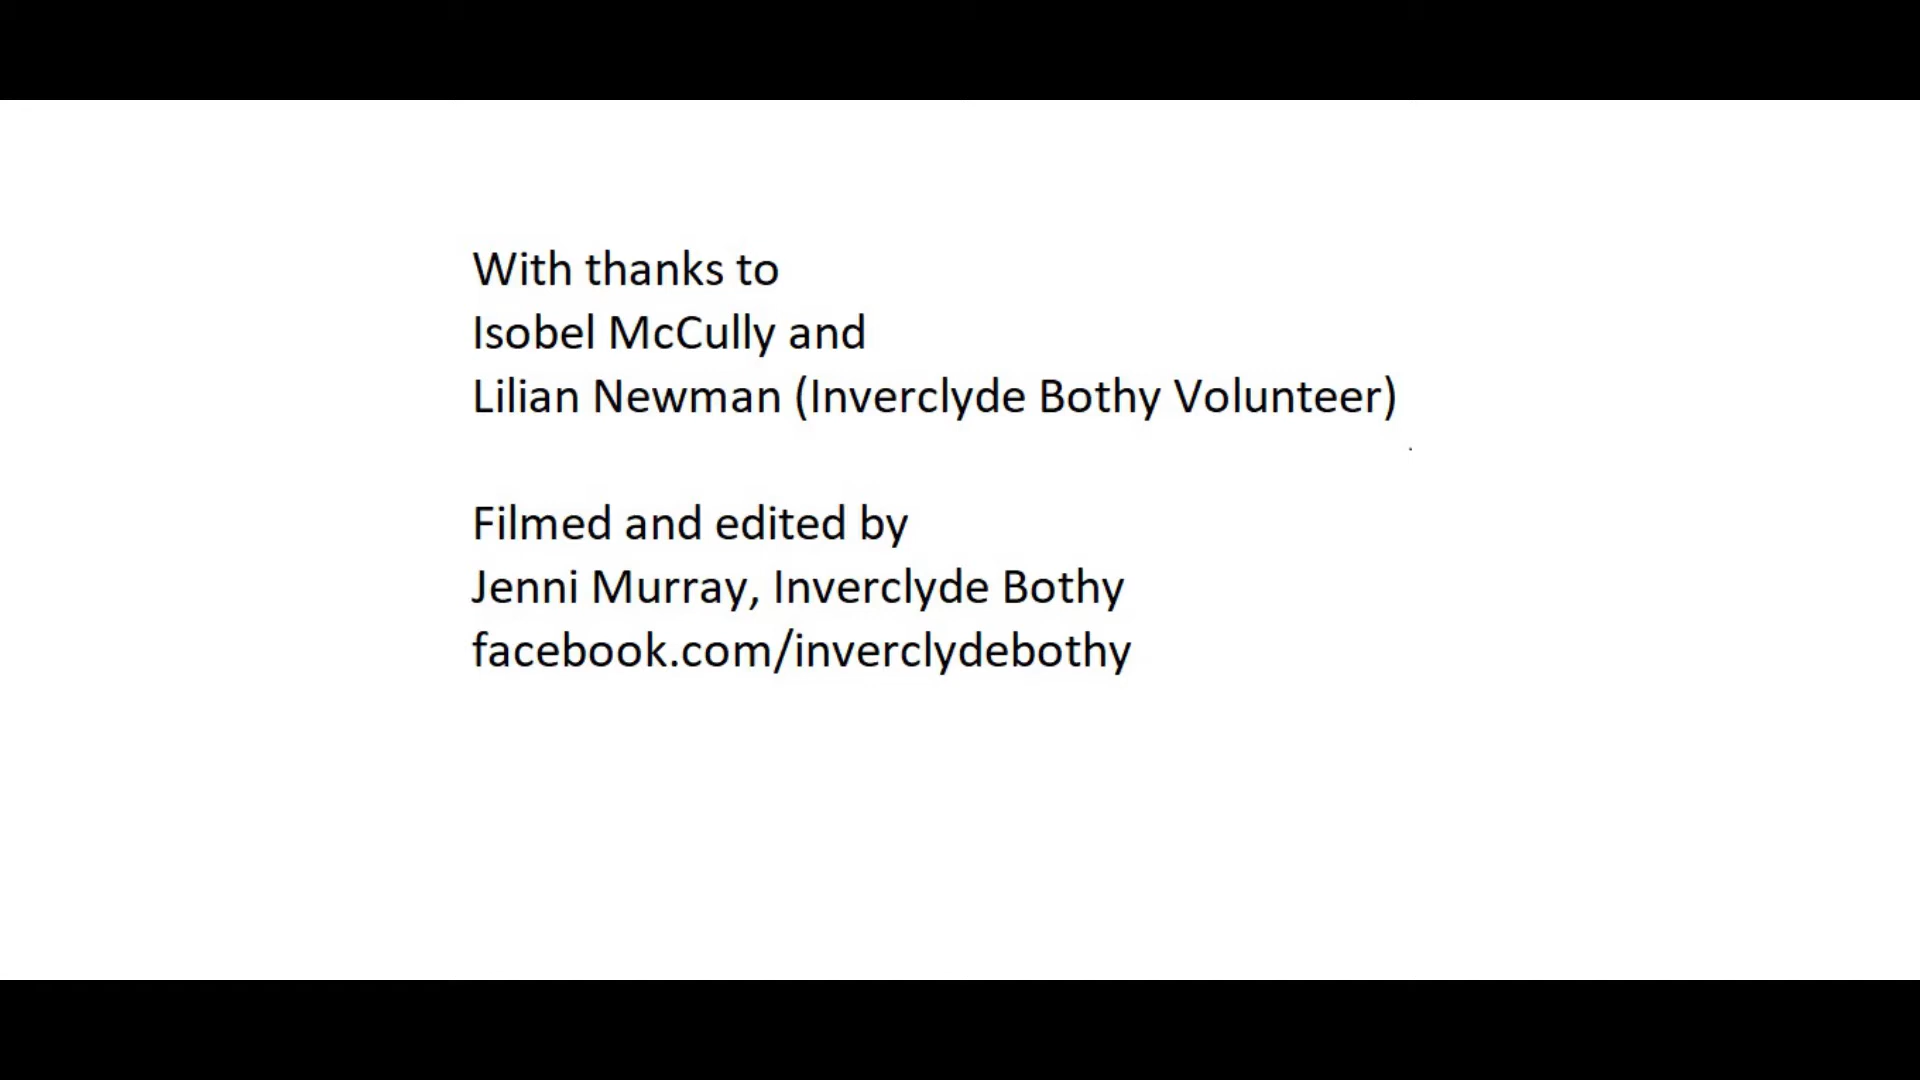 With thanks to
Isobel McCully and
Lilian Newman (Inverclyde Bothy Volunteer)
Filmed and edited by
Jenni Murray, Inverclyde Bothy
facebook.com/inverclydebothy